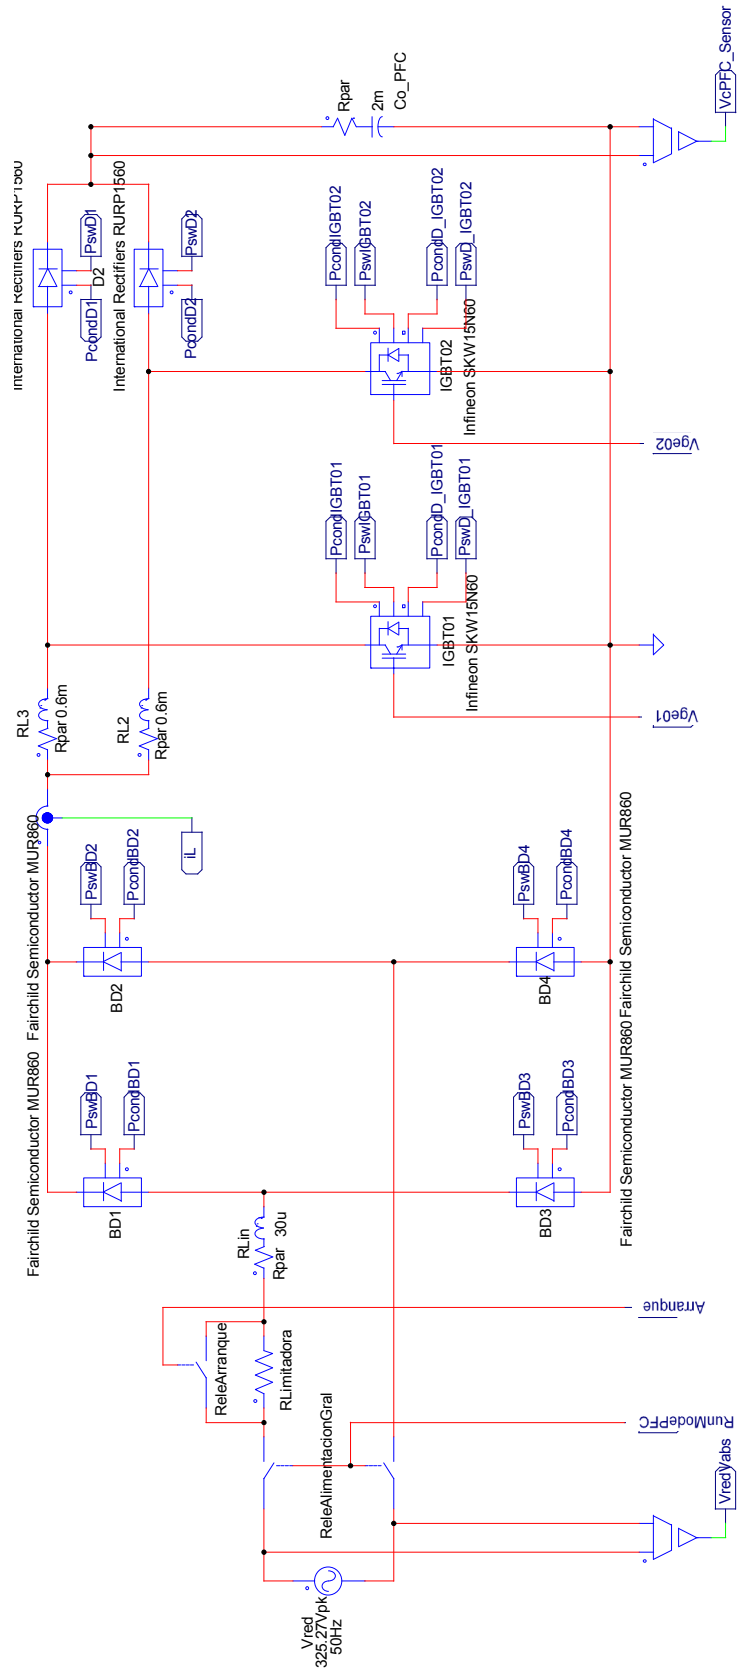 VcPFC_Sensor
Rpar
2m
Co_PFC
International Rectifiers RURP1560
PswD1
PcondD1
D2
International Rectifiers RURP1560
PswD2
PcondD2
PcondIGBT02
PswIGBT02
PcondD_IGBT02
PswD_IGBT02
IGBT02
Infineon SKW15N60
Vge02
PcondIGBT01
PswIGBT01
PcondD_IGBT01
PswD_IGBT01
IGBT01
Infineon SKW15N60
Vge01
RL3
Rpar 0.6m
RL2
Rpar 0.6m
iL
Fairchild Semiconductor MUR860
PswBD2
PcondBD2
BD2
PswBD4
PcondBD4
BD4
Fairchild Semiconductor MUR860
Fairchild Semiconductor MUR860
PswBD1
PcondBD1
BD1
PswBD3
PcondBD3
BD3
Fairchild Semiconductor MUR860
RLin
Rpar 30u
Arranque
ReleArranque
RLimitadora
ReleAlimentacionGral
RunModePFC
VredVabs
Vred
325.27Vpk
50Hz